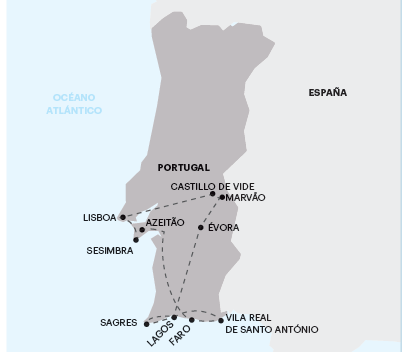 OCÉANO
ATLÁNTICO
ESPAÑA
PORTUGAL
CASTILLO DE VIDE
MARVÃO
LISBOA
AZEITÃO
ÉVORA
SESIMBRA
SAGRES
LAGOS
FARO
VILA REAL
DE SANTO ANTÓNIO